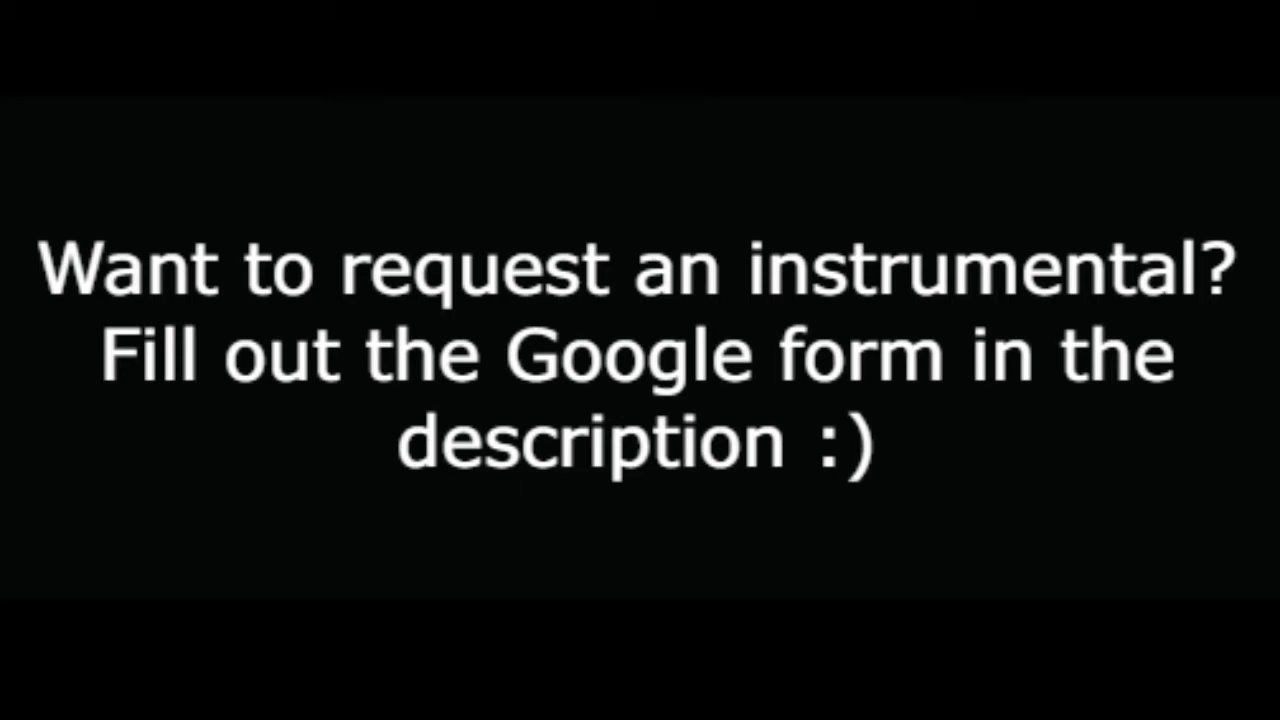 Want to request an instrumental?
Fill out the Google form in the
description :)